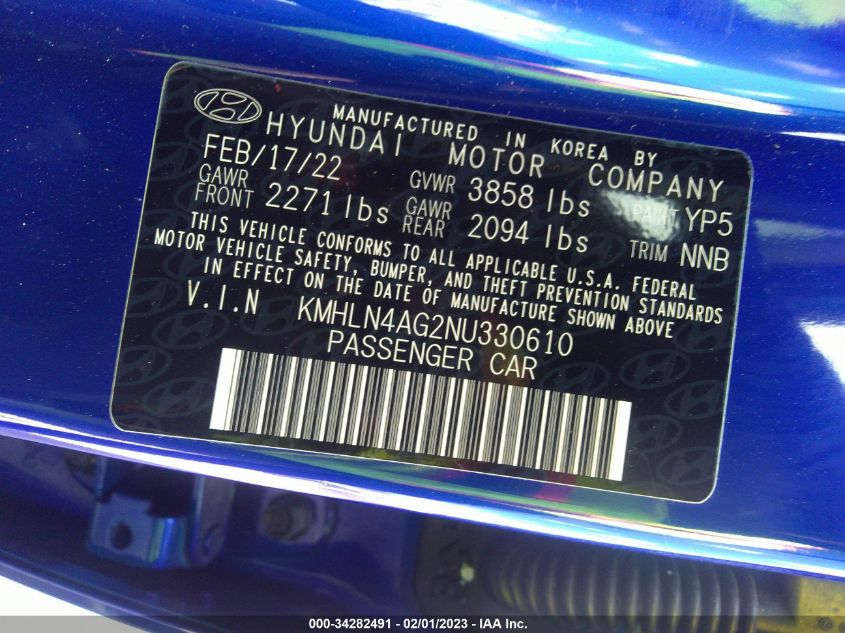 MANUFACTURED IN KOREA BY
HYUNDAI MOTOR COMPANY
FEB/17/22 GVWR 3858 lbs PAINT YP5
GAWR FRONT 2271 lbs GAWR REAR 2094 lbs TRIM NNB
THIS VEHICLE CONFORMS TO ALL APPLICABLE U.S.A. FEDERAL
MOTOR VEHICLE SAFETY, BUMPER, AND THEFT PREVENTION STANDARDS
IN EFFECT ON THE DATE OF MANUFACTURE SHOWN ABOVE
V.I.N KMHLN4AG2NU330610
PASSENGER CAR
000-34282491 - 02/01/2023 - IAA Inc.